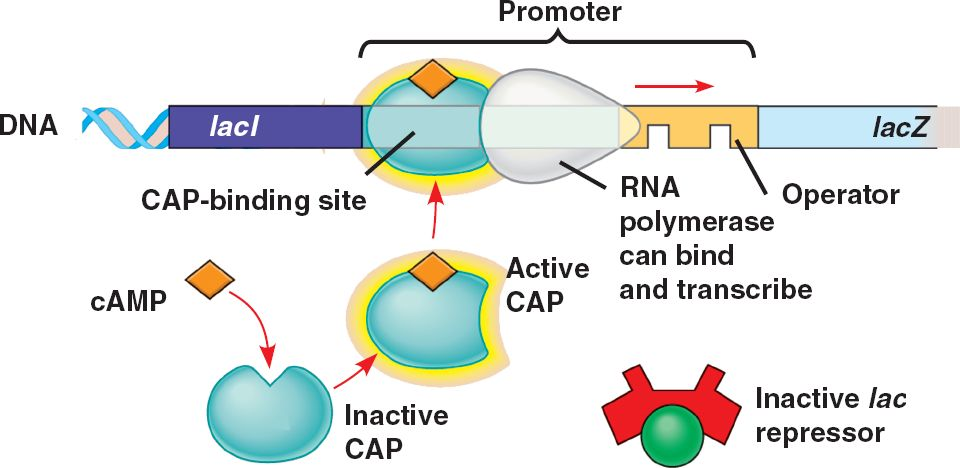 Promoter
DNA
lacI
lacZ
CAP-binding site
RNA
polymerase
can bind
and transcribe
Operator
cAMP
Active
CAP
Inactive
CAP
Inactive lac
repressor